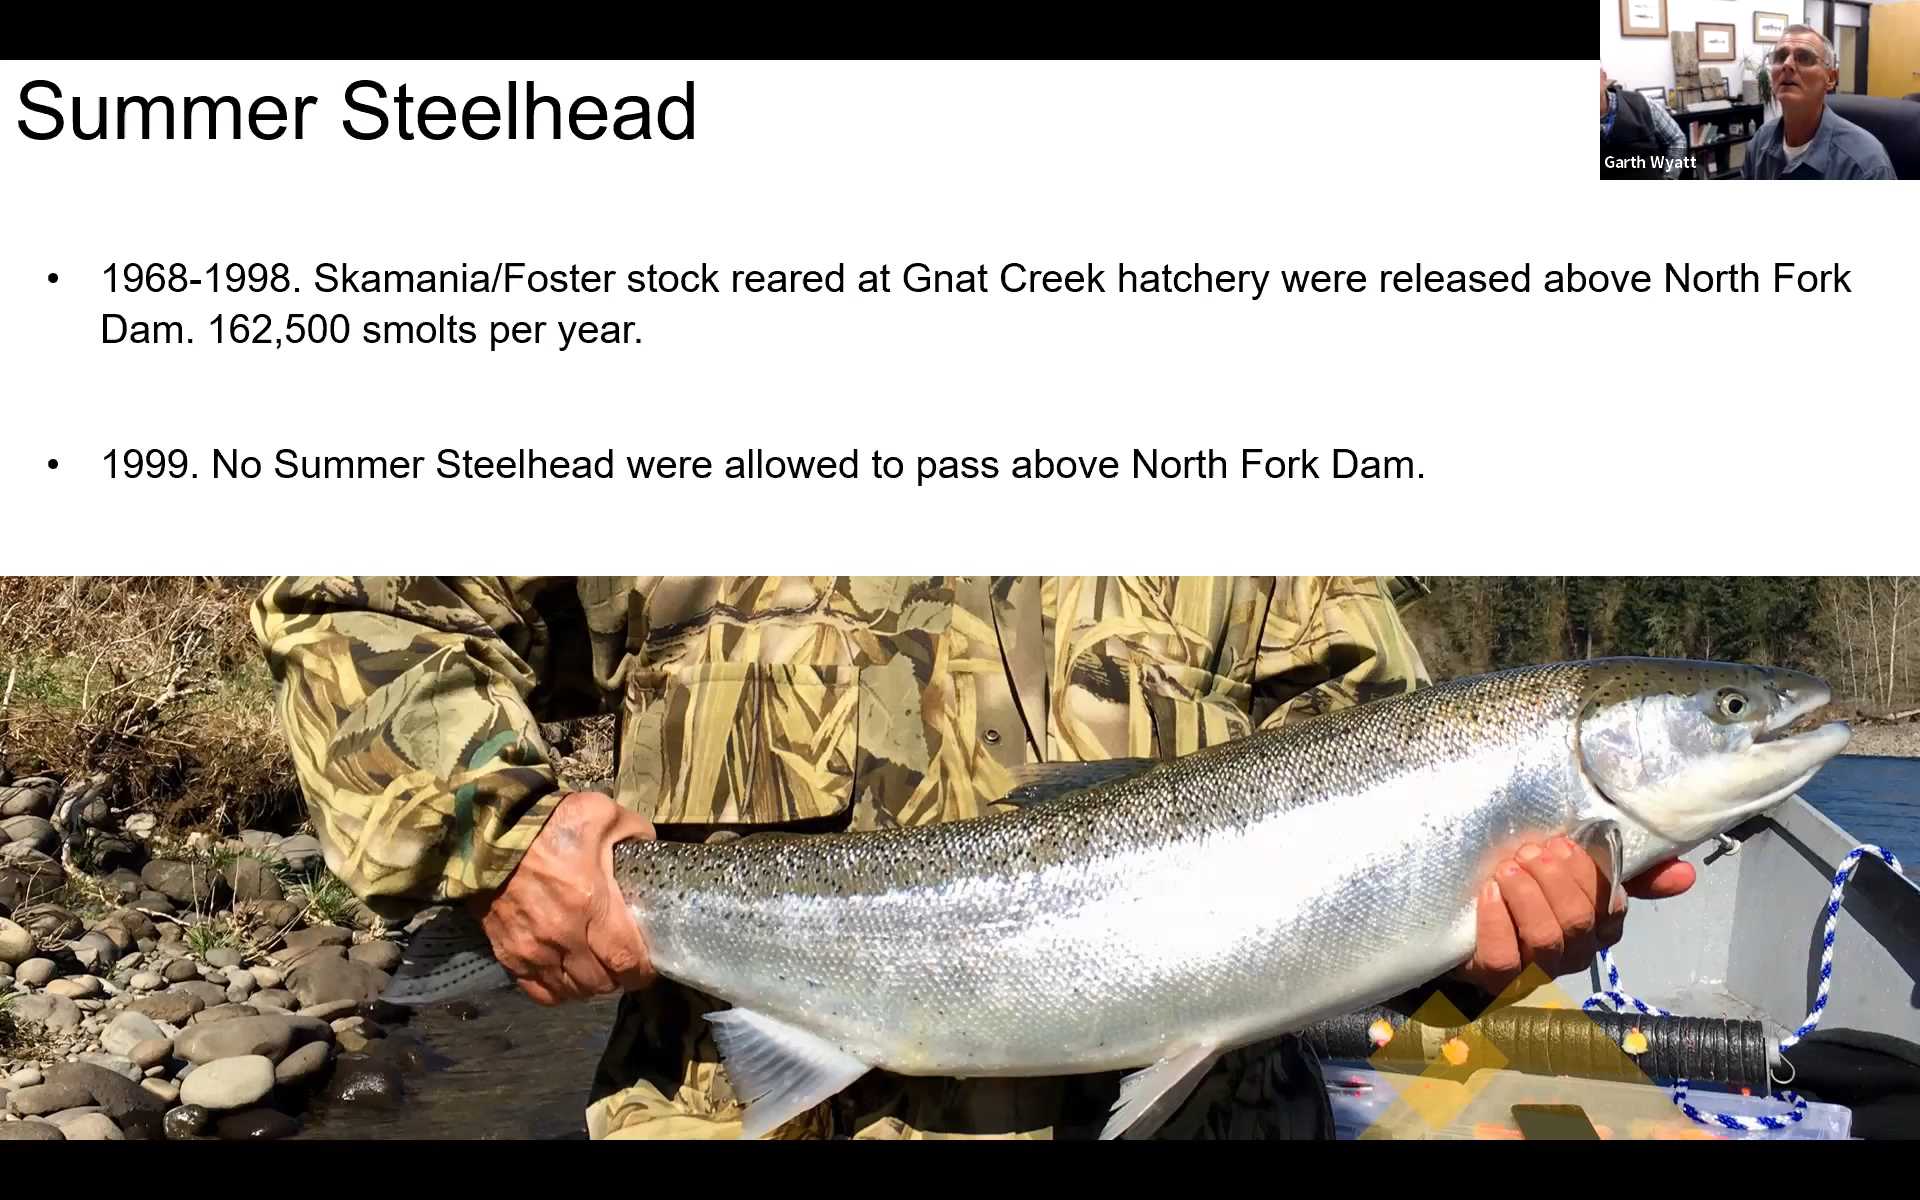 Summer Steelhead
Garth Wyatt
• 1968-1998. Skamania/Foster stock reared at Gnat Creek hatchery were released above North Fork
Dam. 162,500 smolts per year.
• 1999. No Summer Steelhead were allowed to pass above North Fork Dam.